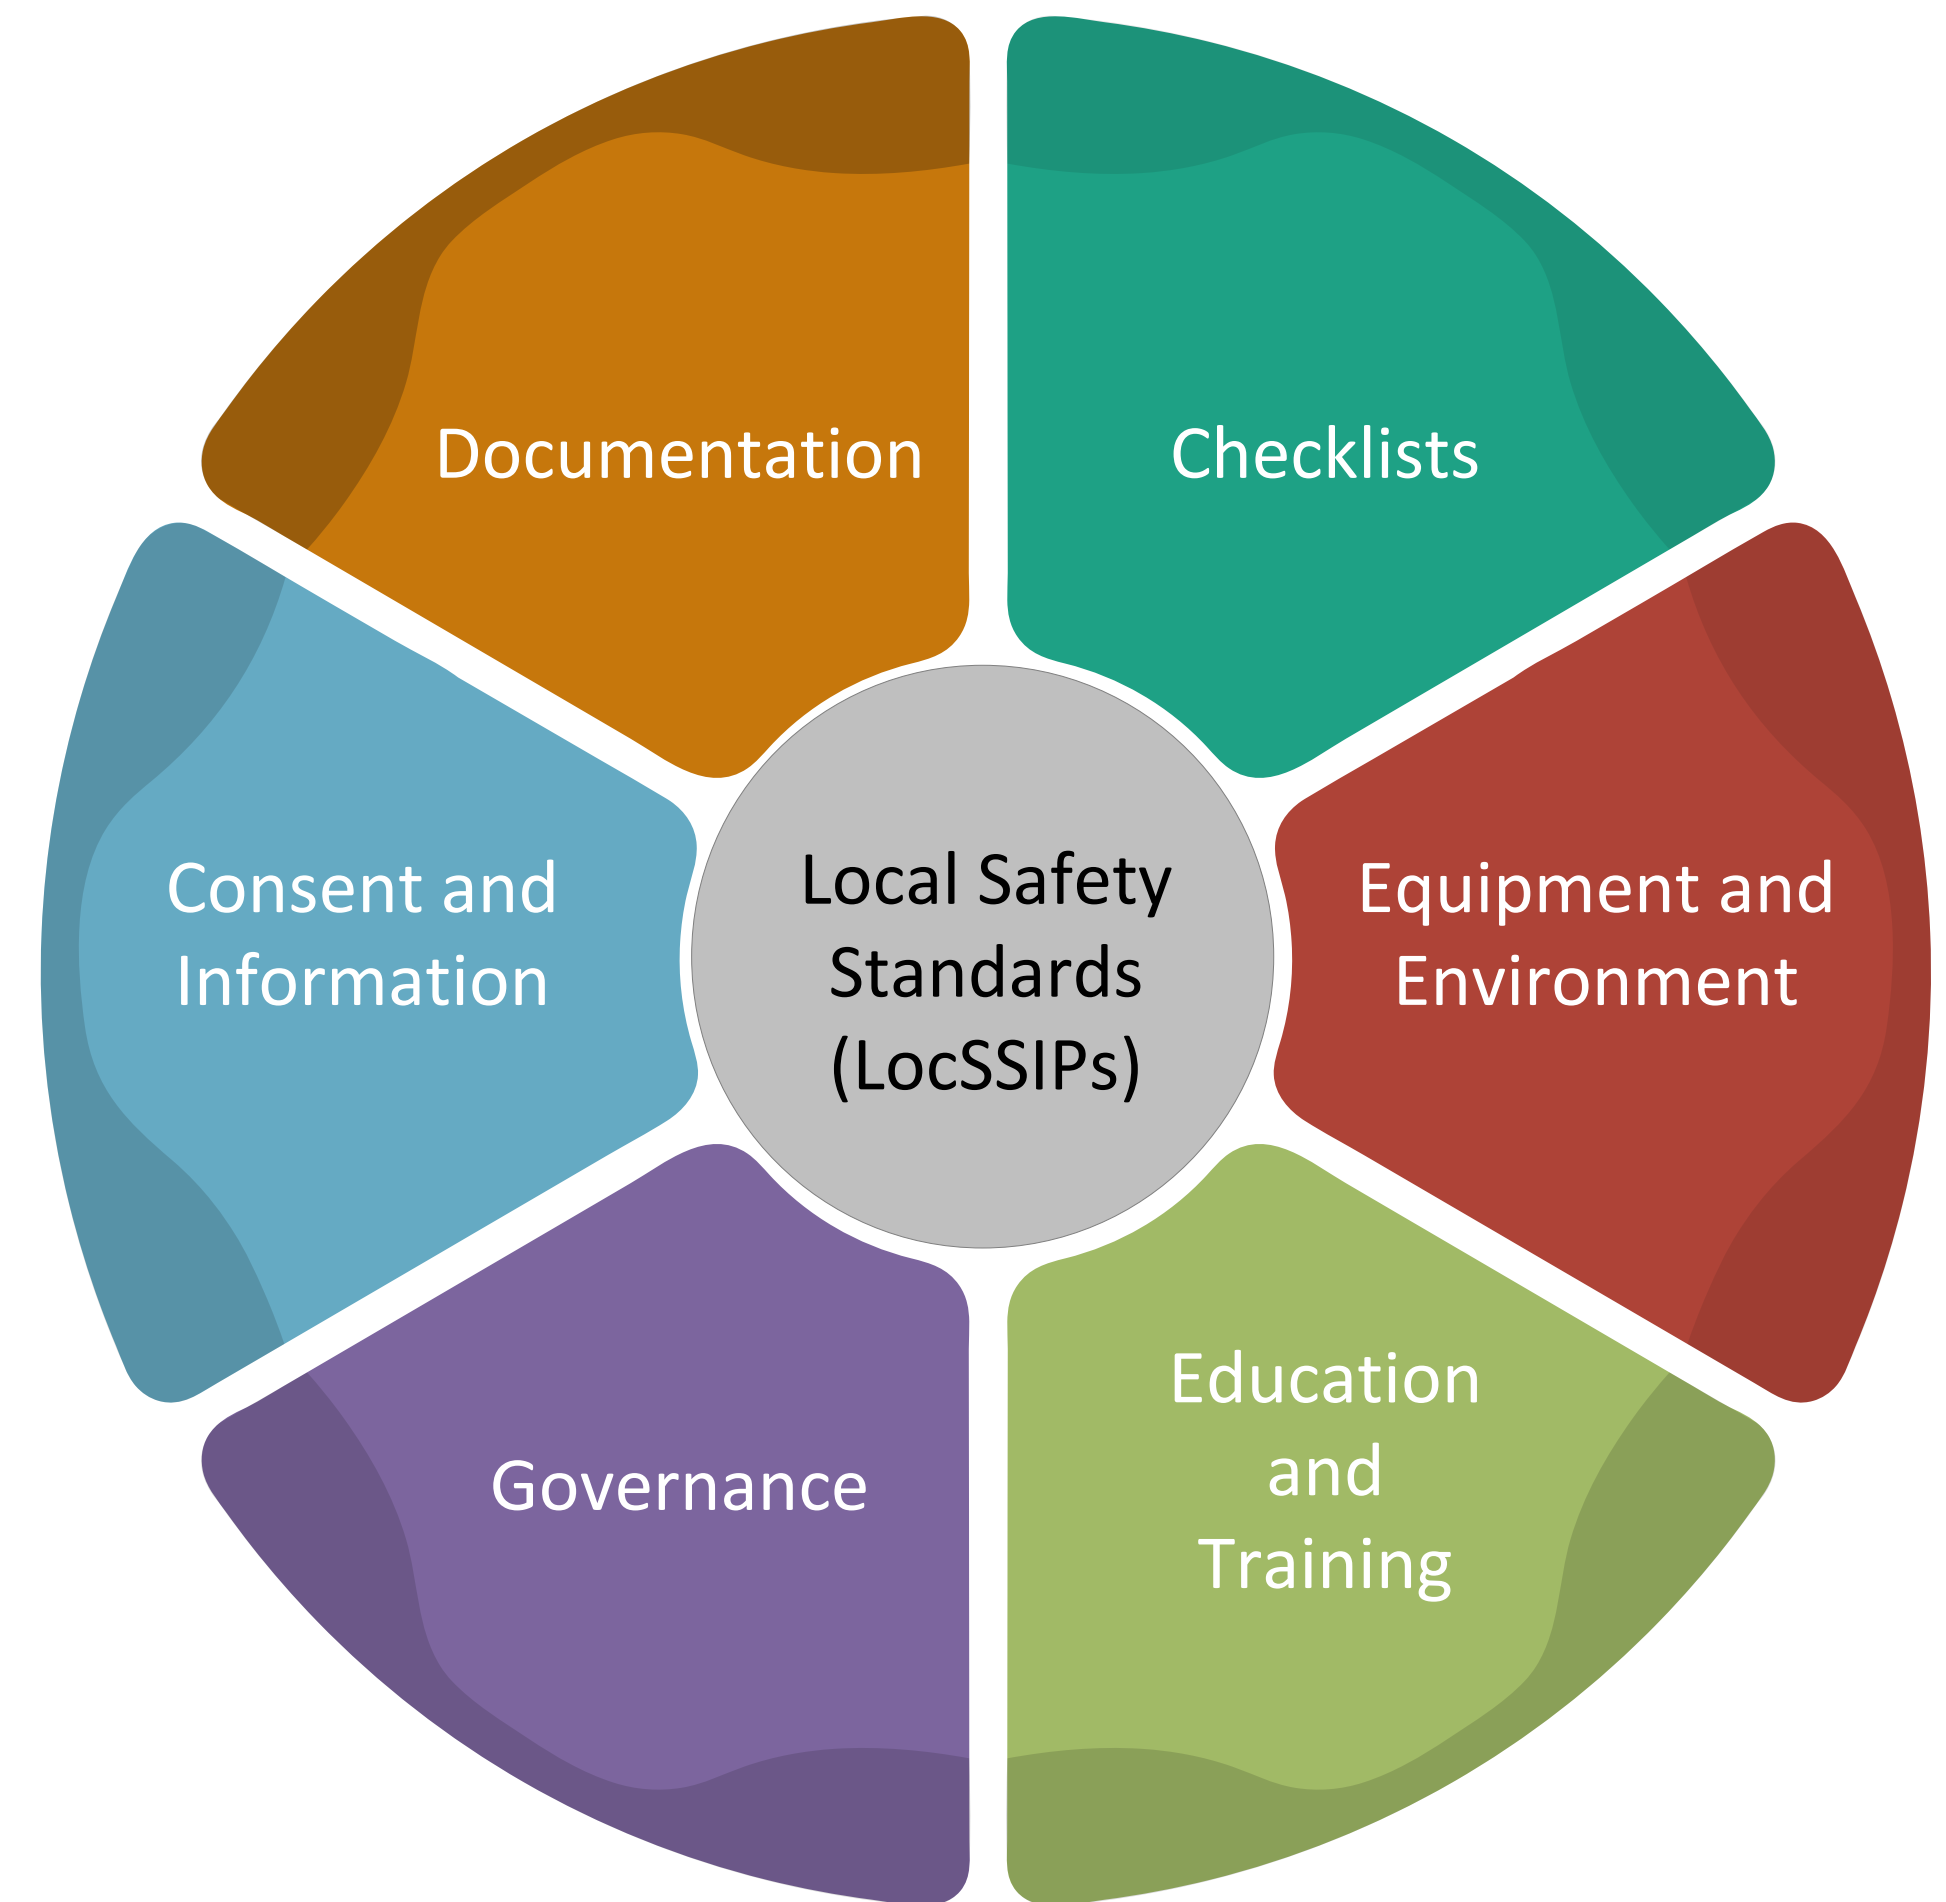 Documentation
Checklists
Consent and
Information
Local Safety
Standards
(LocSSIPs)
Equipment and
Environment
Governance
Education
and
Training